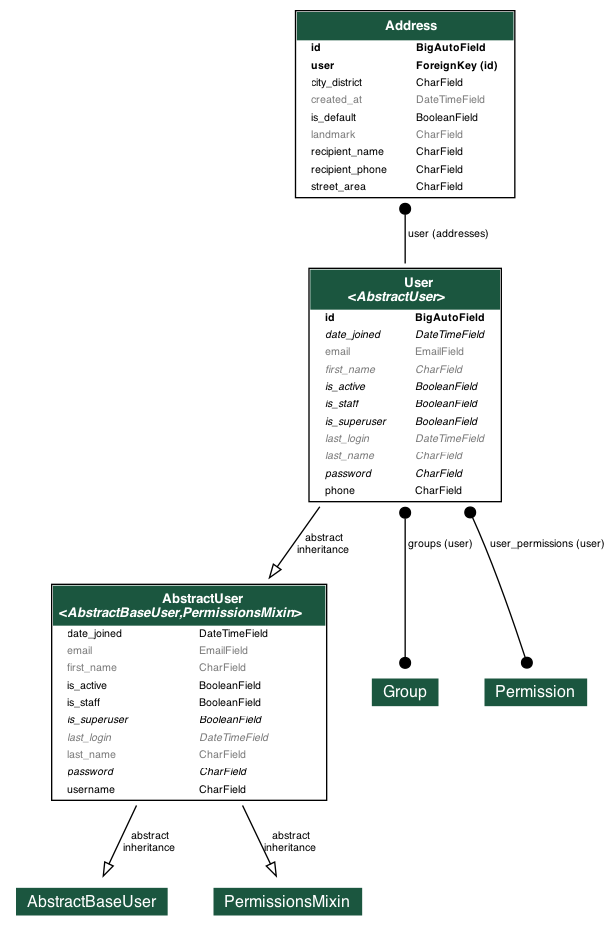 Address
id BigAutoField
user ForeignKey (id)
city_district CharField
created_at DateTimeField
is_default BooleanField
landmark CharField
recipient_name CharField
recipient_phone CharField
street_area CharField
user (addresses)
User
<AbstractUser>
id BigAutoField
date_joined DateTimeField
email EmailField
first_name CharField
is_active BooleanField
is_staff BooleanField
is_superuser BooleanField
last_login DateTimeField
last_name CharField
password CharField
phone CharField
abstract
inheritance
groups (user)
user_permissions (user)
AbstractUser
<AbstractBaseUser,PermissionsMixin>
date_joined DateTimeField
email EmailField
first_name CharField
is_active BooleanField
is_staff BooleanField
is_superuser BooleanField
last_login DateTimeField
last_name CharField
password CharField
username CharField
Group
Permission
abstract
inheritance
abstract
inheritance
AbstractBaseUser
PermissionsMixin